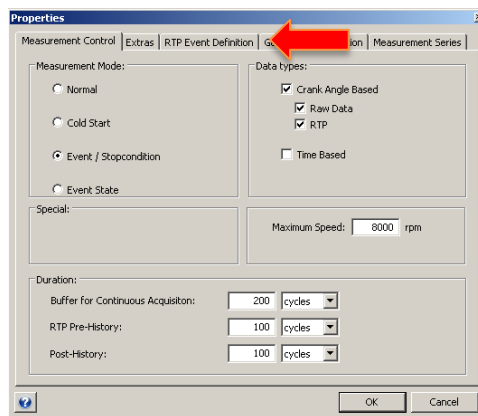 Properties
Measurement Control Extras RTP Event Definition Measurement Series
Measurement Mode:
Normal
Cold Start
Event / Stopcondition
Event State
Data types:
Crank Angle Based
Raw Data
RTP
Time Based
Special:
Maximum Speed: 8000 rpm
Duration:
Buffer for Continuous Acquisiton: 200 cycles
RTP Pre-History: 100 cycles
Post-History: 100 cycles
OK Cancel